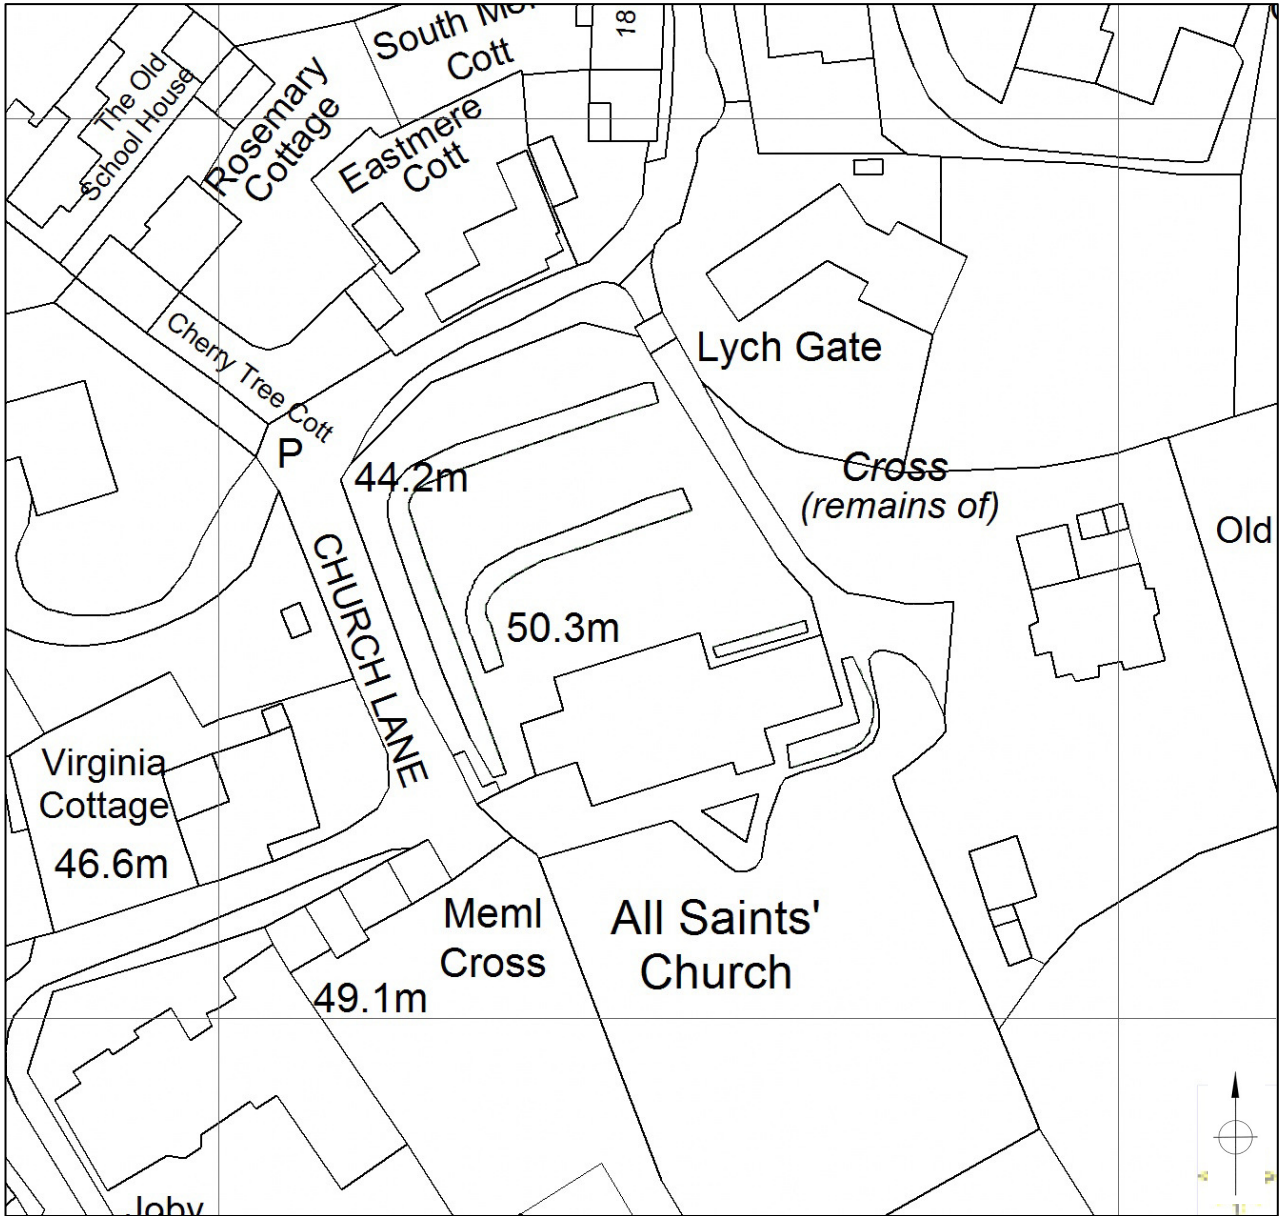 South
Cott
18
The Old
School House
Rosemary
Cottage
Eastmere
Cott
Cherry Tree Cott
Lych Gate
P
44.2m
Cross
(remains of)
Old
CHURCH LANE
50.3m
Virginia
Cottage
46.6m
Meml
Cross
All Saints'
Church
49.1m
Joby